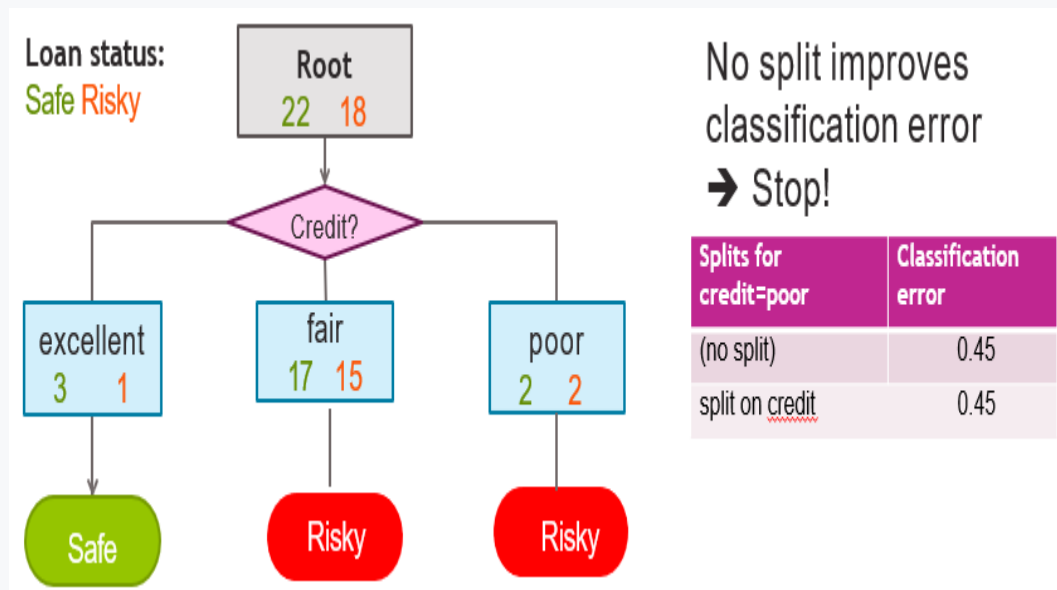 Loan status:
Safe Risky
Root
22 18
Credit?
excellent
3 1
fair
17 15
poor
2 2
Safe
Risky
Risky
No split improves
classification error
➔ Stop!
Splits for
credit=poor
Classification
error
(no split) 0.45
split on credit 0.45